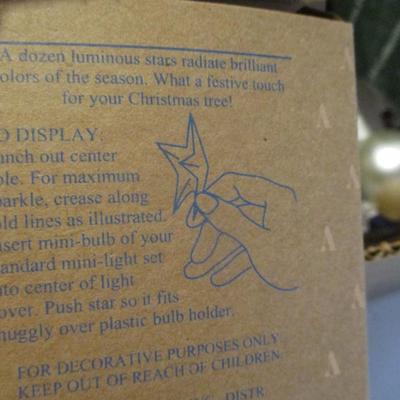 A dozen luminous stars radiate brilliant
olors of the season. What a festive touch
for your Christmas tree!
O DISPLAY:
unch out center
ole. For maximum
parkle, crease along
old lines as illustrated.
nsert mini-bulb of your
tandard mini-light set
nto center of light
over. Push star so it fits
nuggly over plastic bulb holder.
FOR DECORATIVE PURPOSES ONLY
KEEP OUT OF REACH OF CHILDREN.
DISTR